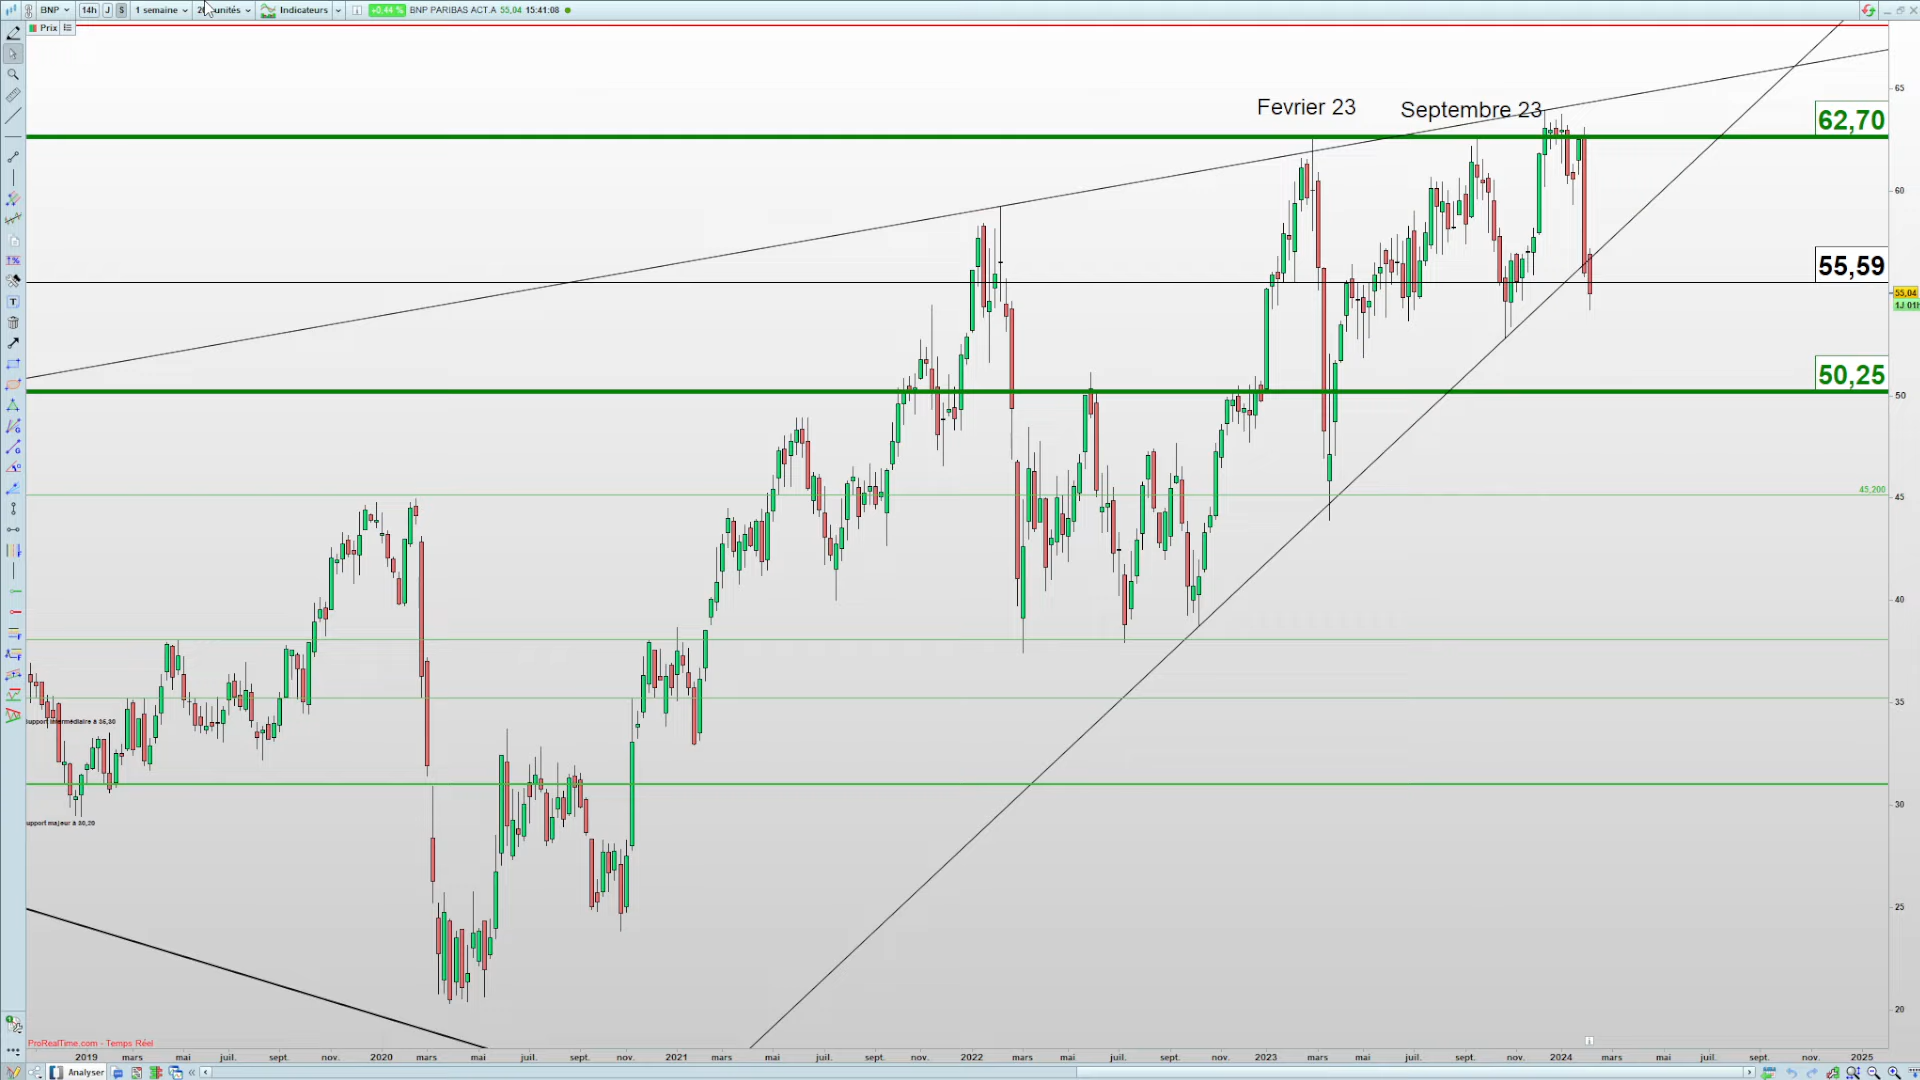 BNP 14h J S 1 semaine unités Indicateurs +0,44 % BNP PARIBAS ACT.A 55,04 15:41:08
Prix
65
Fevrier 23
Septembre 23
62,70
60
55,59
55,04
50,25
50
45,200
45
40
35
upport intermédiaire à
30
upport majeur à
25
20
ProRealTime.com - Temps Réel
2019 mars mai juil. sept. nov. 2020 mars mai juil. sept. nov. 2021 mars mai juil. sept. nov. 2022 mars mai juil. sept. nov. 2023 mars mai juil. sept. nov. 2024 mars mai juil. sept. nov. 2025
Analyser